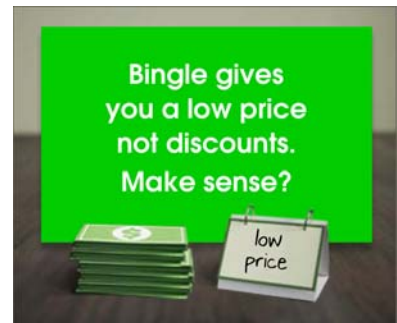 Bingle gives
you a low price
not discounts.
Make sense?
low
price